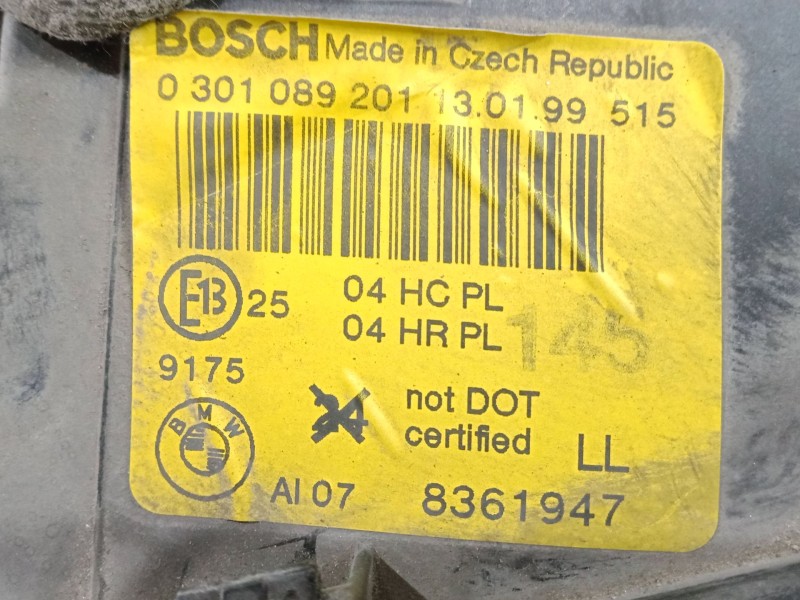 BOSCH Made in Czech Republic
0 301 089 201 13.01.99 515
E13 25 04 HC PL
04 HR PL 145
9175
not DOT
certified LL
BMW
AI 07 8361947